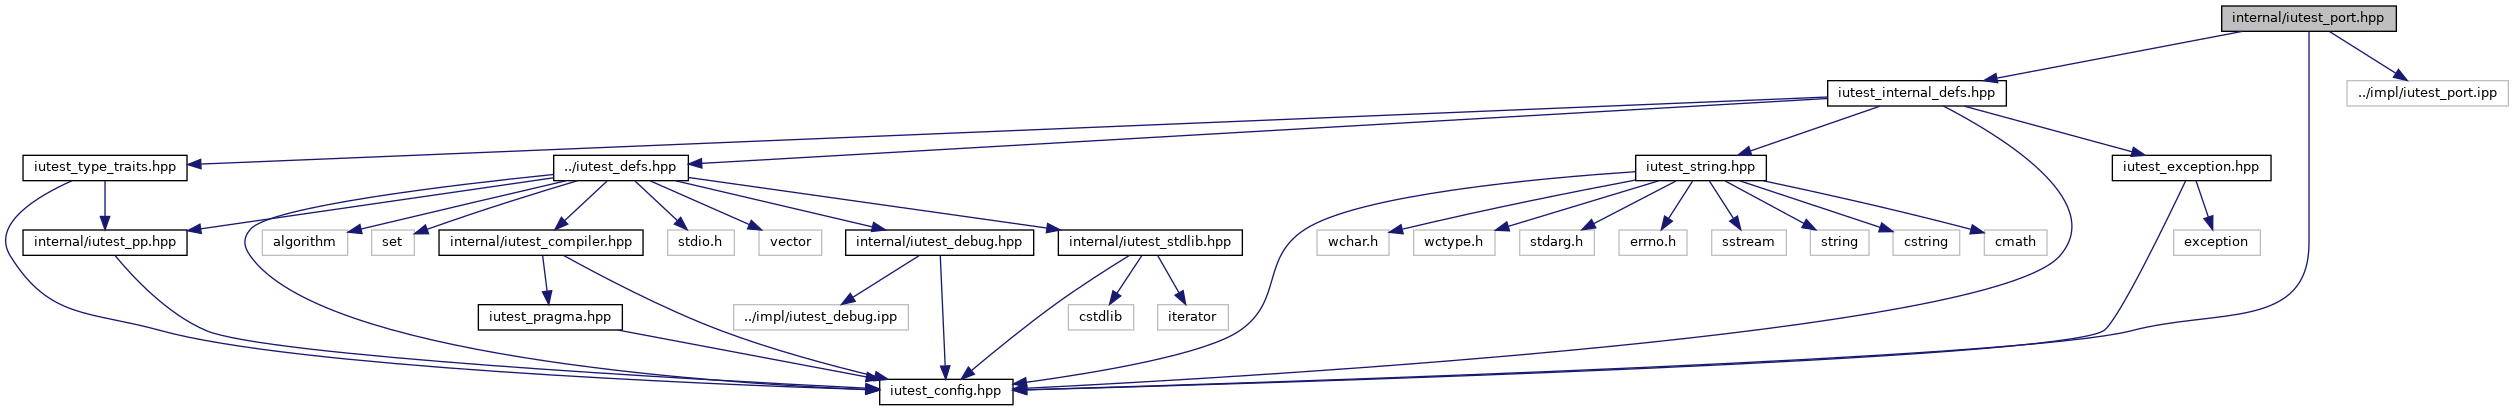 internal/iutest_port.hpp
iutest_internal_defs.hpp
../impl/iutest_port.ipp
iutest_type_traits.hpp
../iutest_defs.hpp
iutest_string.hpp
iutest_exception.hpp
internal/iutest_pp.hpp
algorithm
set
internal/iutest_compiler.hpp
stdio.h
vector
internal/iutest_debug.hpp
internal/iutest_stdlib.hpp
wchar.h
wctype.h
stdarg.h
errno.h
sstream
string
cstring
cmath
exception
iutest_pragma.hpp
../impl/iutest_debug.ipp
cstdlib
iterator
iutest_config.hpp